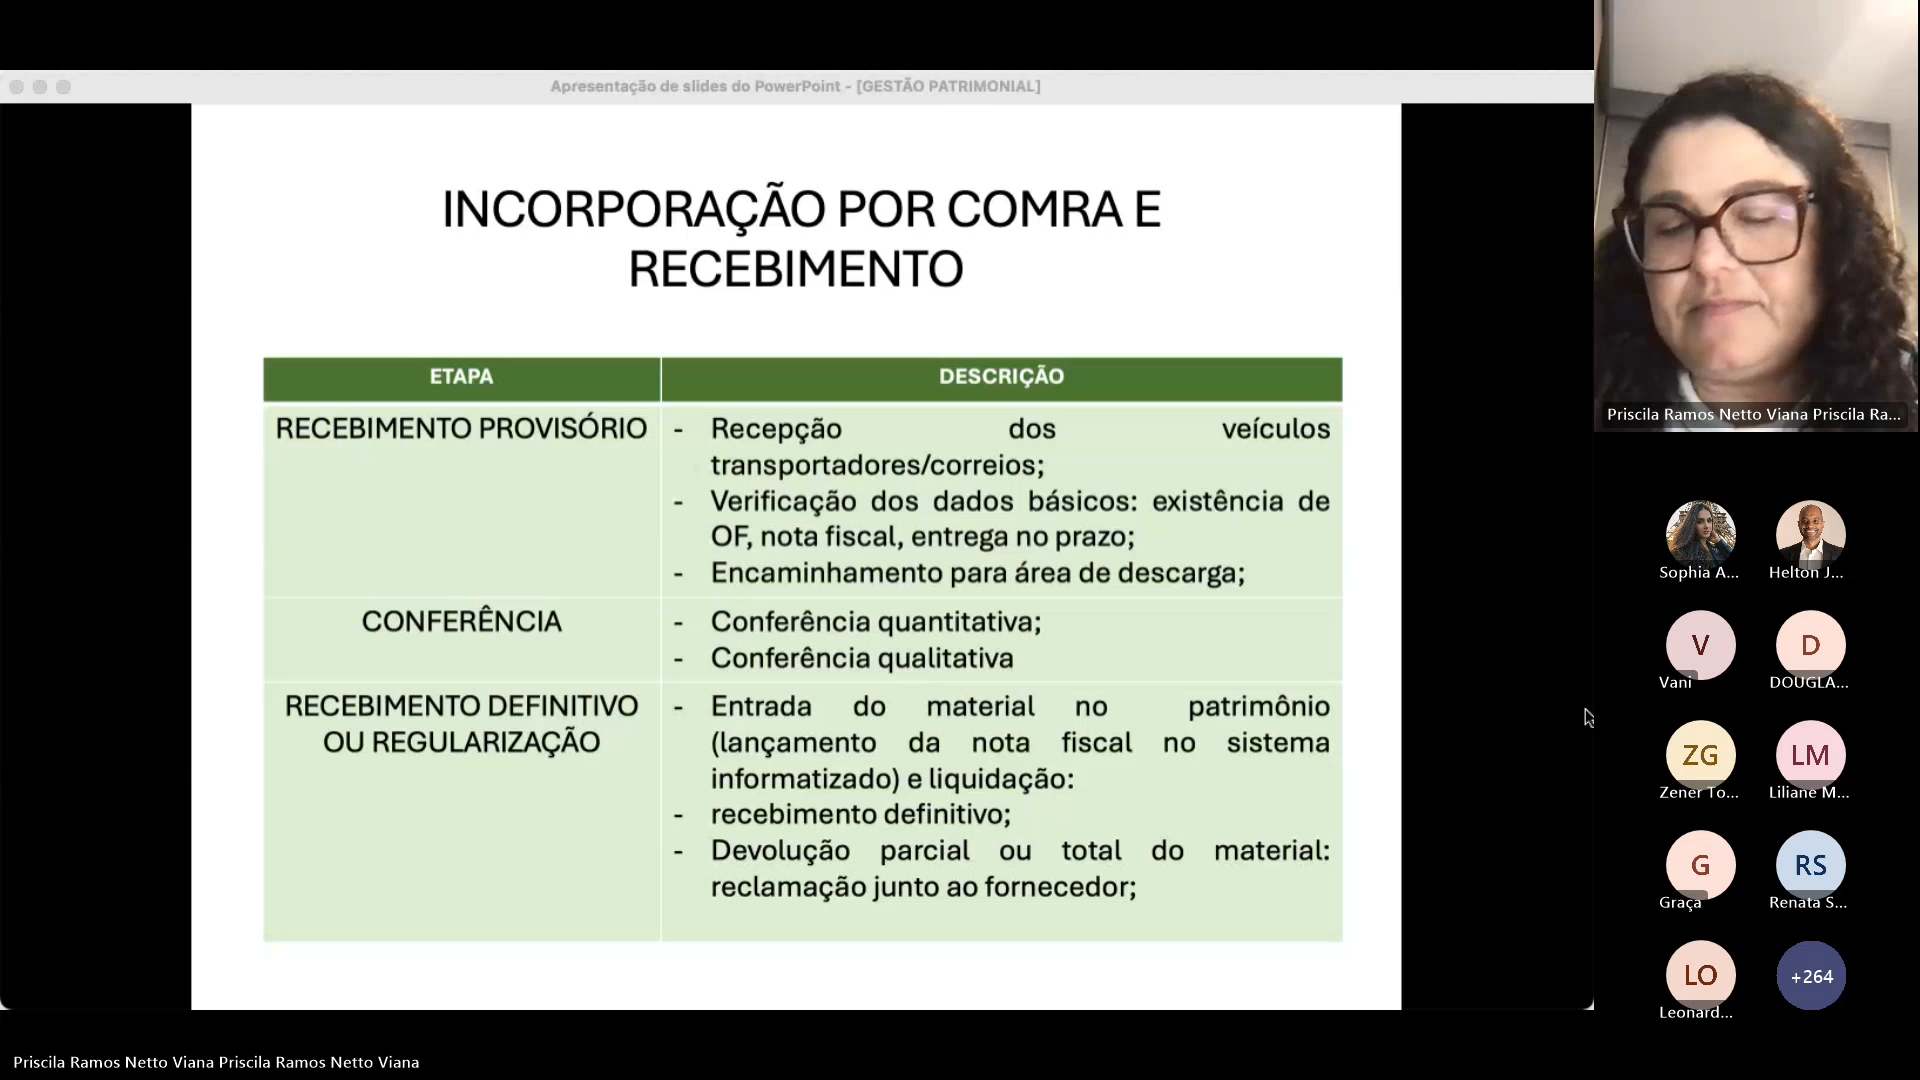 Apresentação de slides do PowerPoint - [GESTÃO PATRIMONIAL]
INCORPORAÇÃO POR COMRA E
RECEBIMENTO
ETAPA
DESCRIÇÃO
RECEBIMENTO PROVISÓRIO
- Recepção dos veículos
transportadores/correios;
- Verificação dos dados básicos: existência de
OF, nota fiscal, entrega no prazo;
- Encaminhamento para área de descarga;
CONFERÊNCIA
- Conferência quantitativa;
- Conferência qualitativa
RECEBIMENTO DEFINITIVO
OU REGULARIZAÇÃO
- Entrada do material no patrimônio
(lançamento da nota fiscal no sistema
informatizado) e liquidação:
- recebimento definitivo;
- Devolução parcial ou total do material:
reclamação junto ao fornecedor;
Priscila Ramos Netto Viana Priscila Ra...
Sophia A...
Helton J...
V
Vani
D
DOUGLA...
ZG
Zener To...
LM
Liliane M...
G
Graça
RS
Renata S...
LO
Leonard...
+264
Priscila Ramos Netto Viana Priscila Ramos Netto Viana